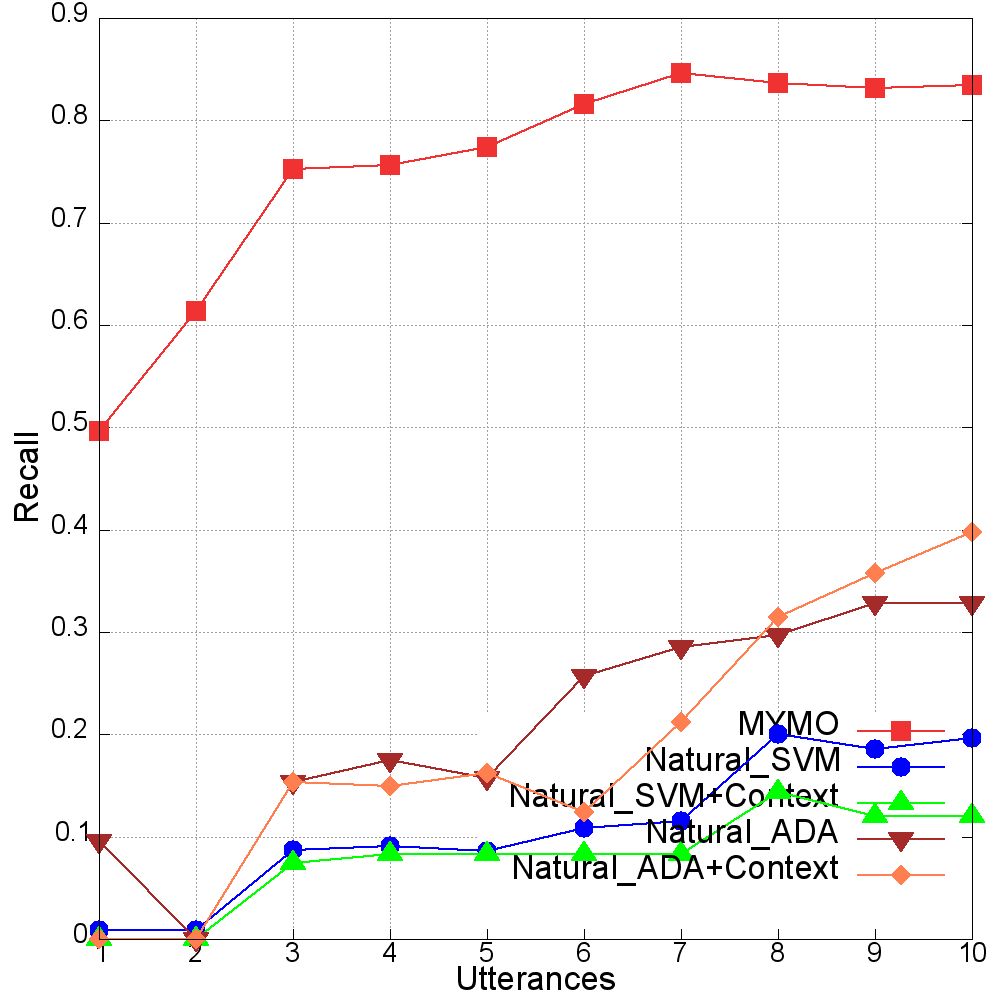 0.9
0.8
0.7
0.6
0.5
0.4
0.3
0.2
0.1
0
Recall
MYMO
Natural_SVM
Natural_SVM+Context
Natural_ADA
Natural_ADA+Context
1 2 3 4 5 6 7 8 9 10
Utterances